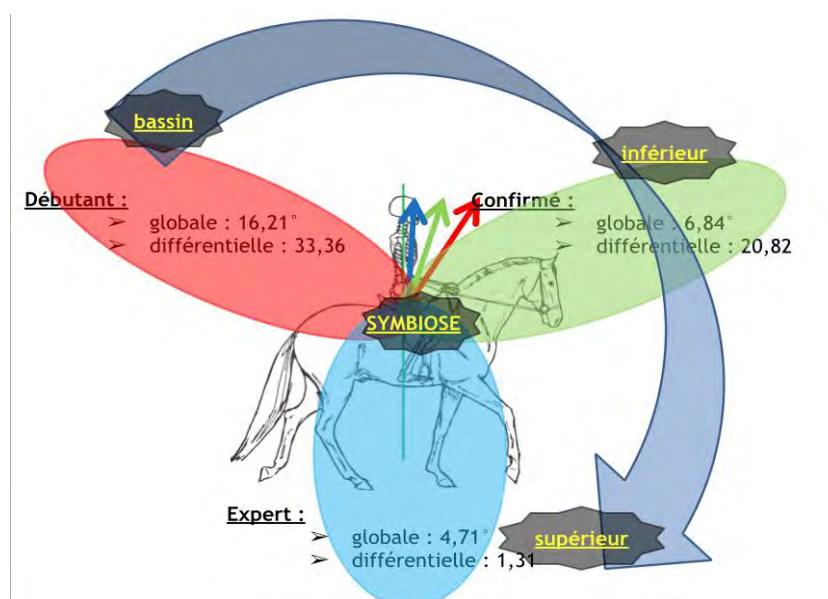 bassin
inférieur
Débutant :
➢ globale : 16,21°
➢ différentielle : 33,36
Confirmé :
➢ globale : 6,84°
➢ différentielle : 20,82
SYMBIOSE
Expert :
➢ globale : 4,71°
➢ différentielle : 1,31
supérieur